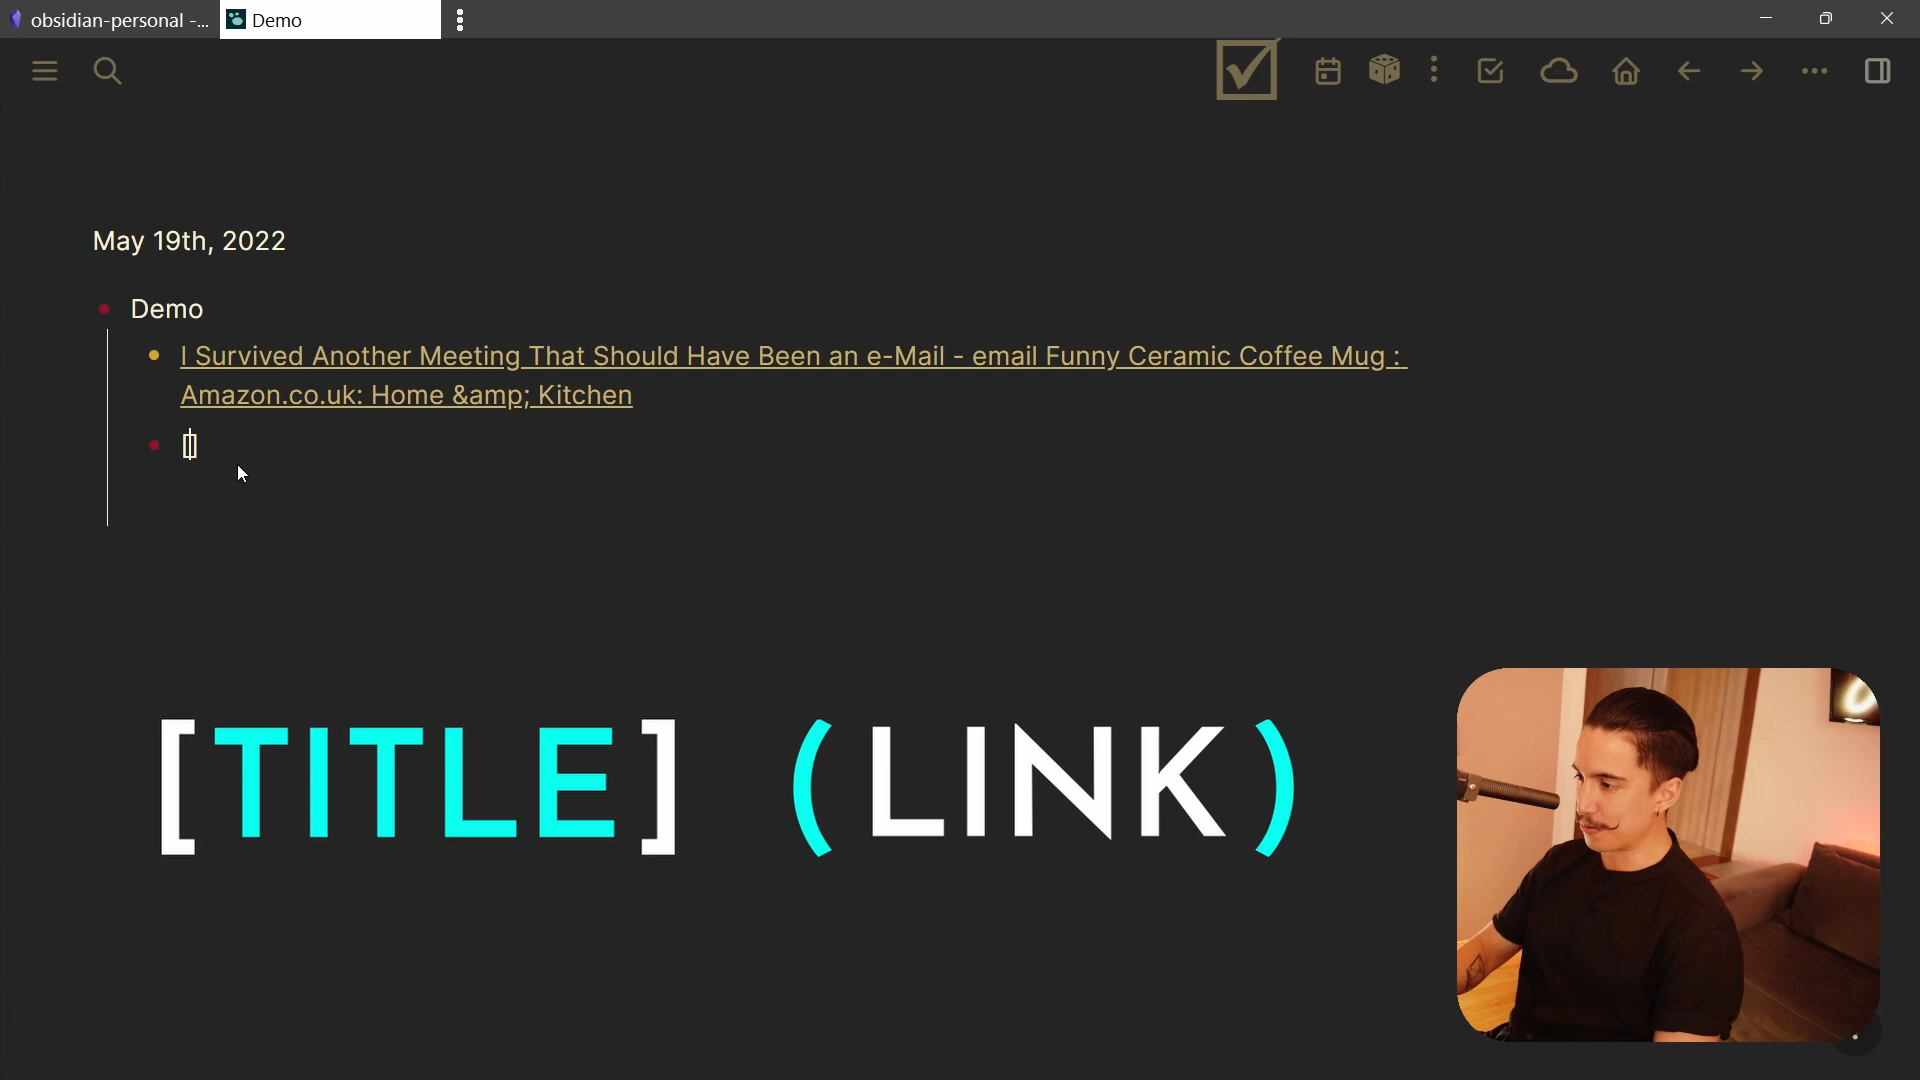 obsidian-personal -...
Demo
May 19th, 2022
Demo
I Survived Another Meeting That Should Have Been an e-Mail - email Funny Ceramic Coffee Mug :
Amazon.co.uk: Home &amp; Kitchen
[]
[TITLE] (LINK)